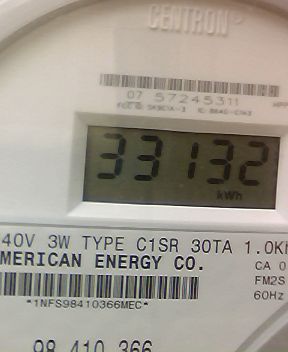 CENTRON®
07 57245311
33132
kWh
40V 3W TYPE C1SR 30TA 1.0K
MERICAN ENERGY CO. CA 0
FM2S
60Hz
*1NFS98410366MEC*
98 410 366